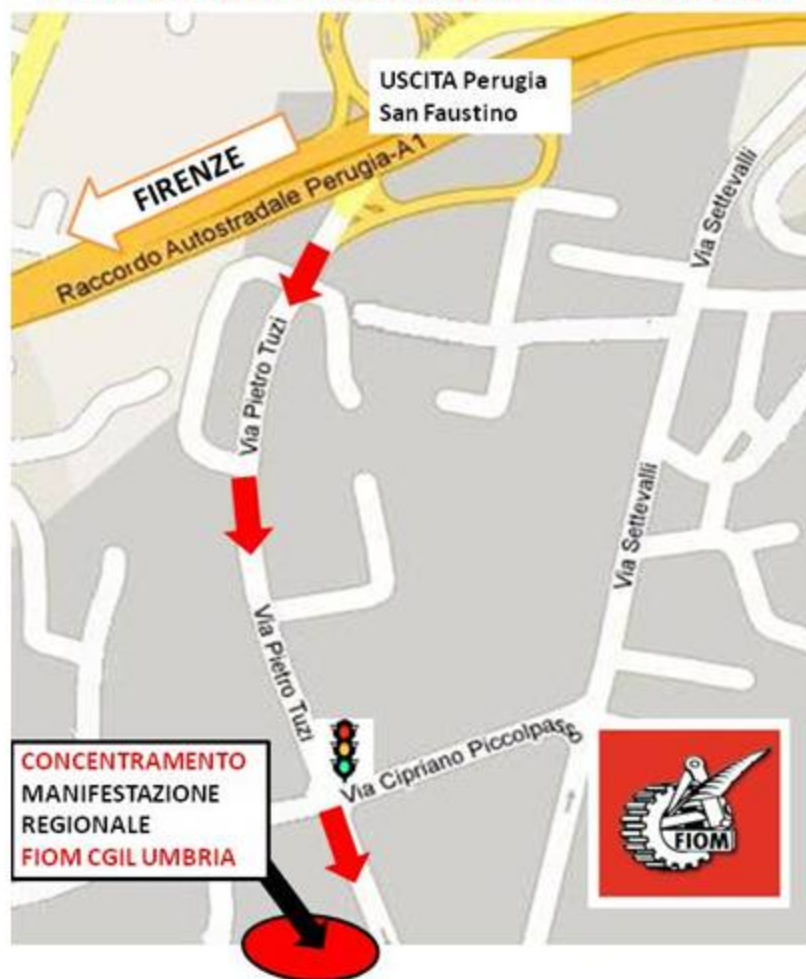 USCITA Perugia
San Faustino
FIRENZE
Raccordo Autostradale Perugia-A1
Via Settevalli
Via Pietro Tuzi
Via Settevalli
Via Pietro Tuzi
Via Cipriano Piccolpasso
CONCENTRAMENTO
MANIFESTAZIONE
REGIONALE
FIOM CGIL UMBRIA
FIOM